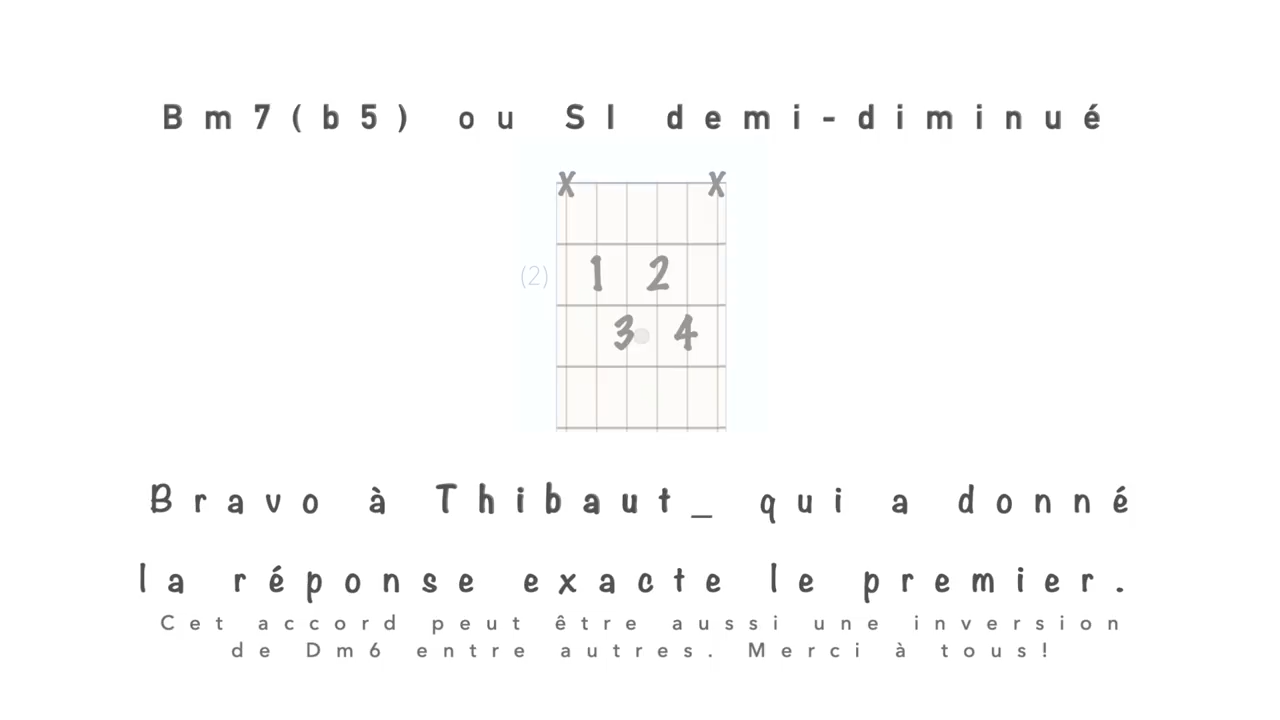 Bm7(b5) ou SI demi-diminué
X X
(2) 1 2
3 4
Bravo à Thibaut_ qui a donné
la réponse exacte le premier.
Cet accord peut être aussi une inversion
de Dm6 entre autres. Merci à tous!